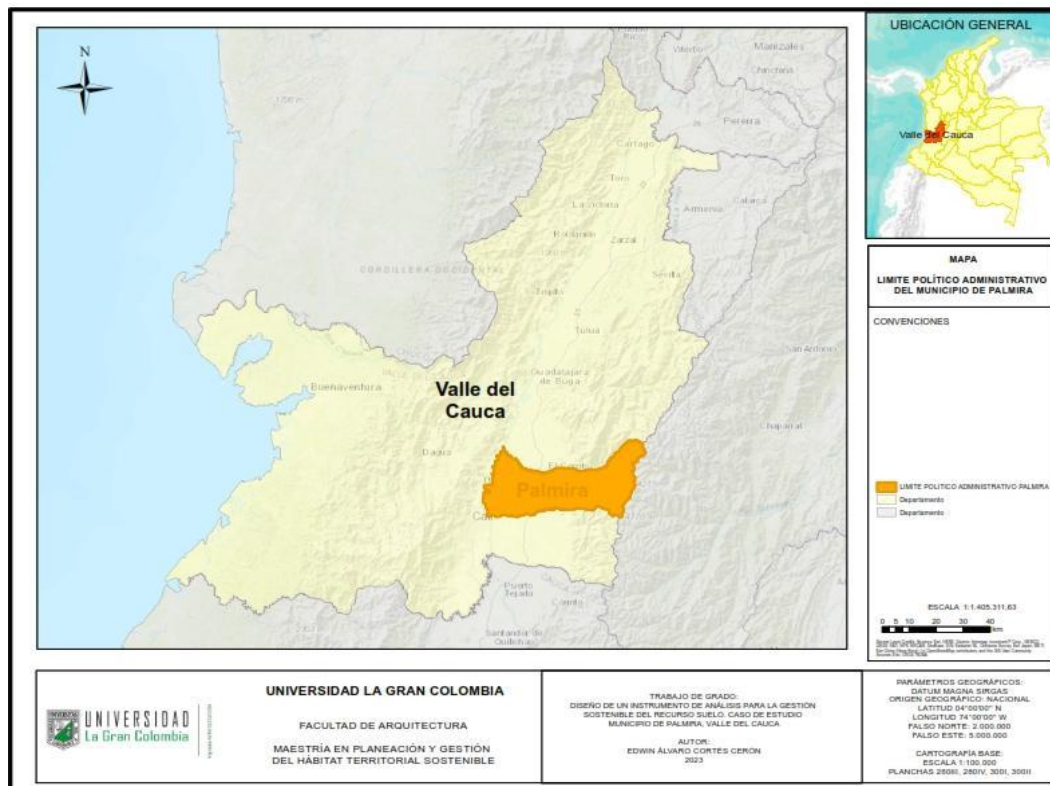 N
Viterbo
Manizales
Chinchiná
Pereira
Cartago
Toro
Armenia
Calarcá
La Victoria
Roldanillo
Zarzal
CORDILLERA OCCIDENTAL
Sevilla
Trujillo
Tuluá
San Antonio
Guadalajara
de Buga
Buenaventura
Valle del
Cauca
Chaparral
Dagua
El Cerrito
Palmira
Puerto
Tejada
Corinto
Santander de
Quilichao
UBICACIÓN GENERAL
Valle del Cauca
MAPA
LIMITE POLÍTICO ADMINISTRATIVO
DEL MUNICIPIO DE PALMIRA
CONVENCIONES
LIMITE POLITICO ADMINISTRATIVO PALMIRA
Departamento
Departamento
ESCALA 1:1.405.311,63
0 5 10 20 30 40
km
UNIVERSIDAD
La Gran Colombia
UNIVERSIDAD LA GRAN COLOMBIA
FACULTAD DE ARQUITECTURA
MAESTRÍA EN PLANEACIÓN Y GESTIÓN
DEL HÁBITAT TERRITORIAL SOSTENIBLE
TRABAJO DE GRADO:
DISEÑO DE UN INSTRUMENTO DE ANÁLISIS PARA LA GESTIÓN
SOSTENIBLE DEL RECURSO SUELO. CASO DE ESTUDIO
MUNICIPIO DE PALMIRA, VALLE DEL CAUCA
AUTOR:
EDWIN ÁLVARO CORTÉS CERÓN
2023
PARÁMETROS GEOGRÁFICOS:
DATUM MAGNA SIRGAS
ORIGEN GEOGRÁFICO: NACIONAL
LATITUD 04°00'00" N
LONGITUD 74°00'00" W
FALSO NORTE: 2.000.000
FALSO ESTE: 5.000.000
CARTOGRAFÍA BASE:
ESCALA 1:100.000
PLANCHAS 280III, 280IV, 300I, 300II